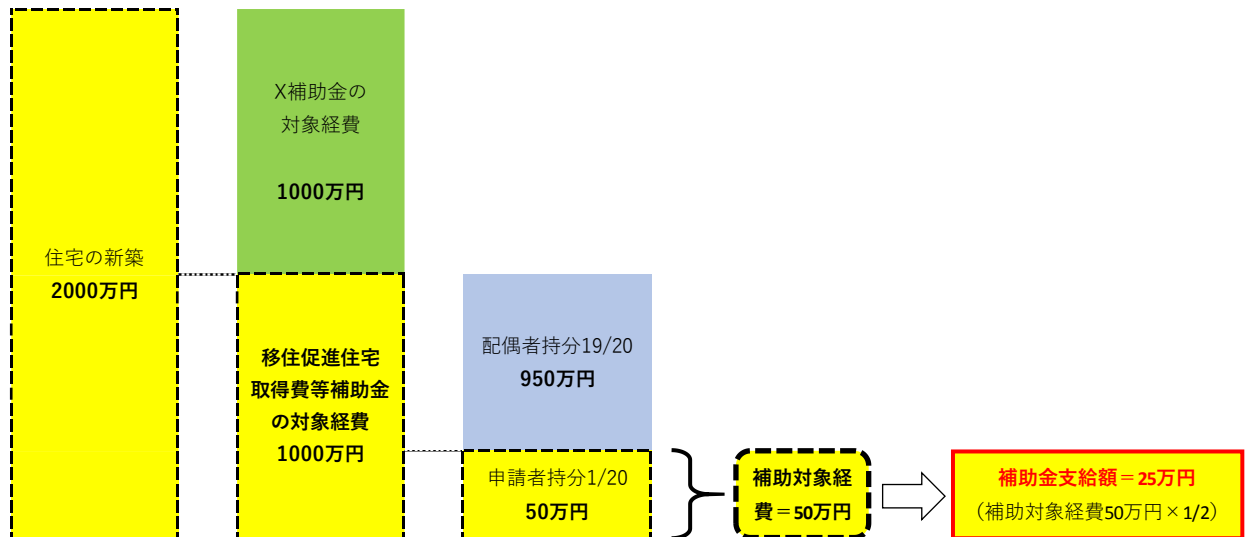 住宅の新築
2000万円
X補助金の
対象経費
1000万円
移住促進住宅
取得費等補助金
の対象経費
1000万円
配偶者持分19/20
950万円
申請者持分1/20
50万円
補助対象経
費＝50万円
補助金支給額＝25万円
（補助対象経費50万円×1/2）